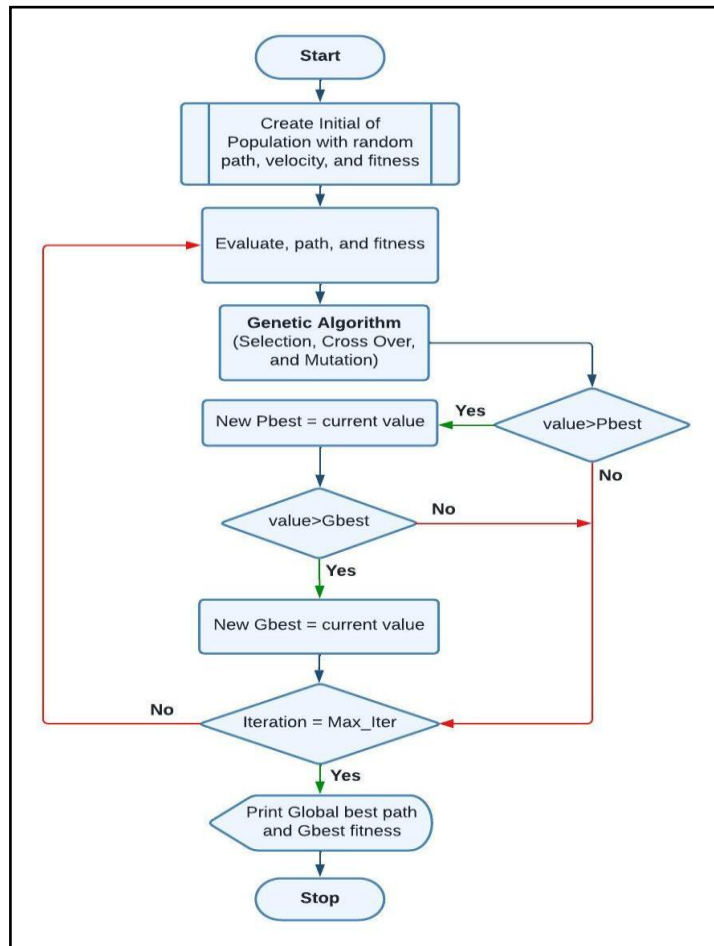 Start
Create Initial of
Population with random
path, velocity, and fitness
Evaluate, path, and fitness
Genetic Algorithm
(Selection, Cross Over,
and Mutation)
value>Pbest
Yes
New Pbest = current value
No
value>Gbest
No
Yes
New Gbest = current value
Iteration = Max_Iter
No
Yes
Print Global best path
and Gbest fitness
Stop